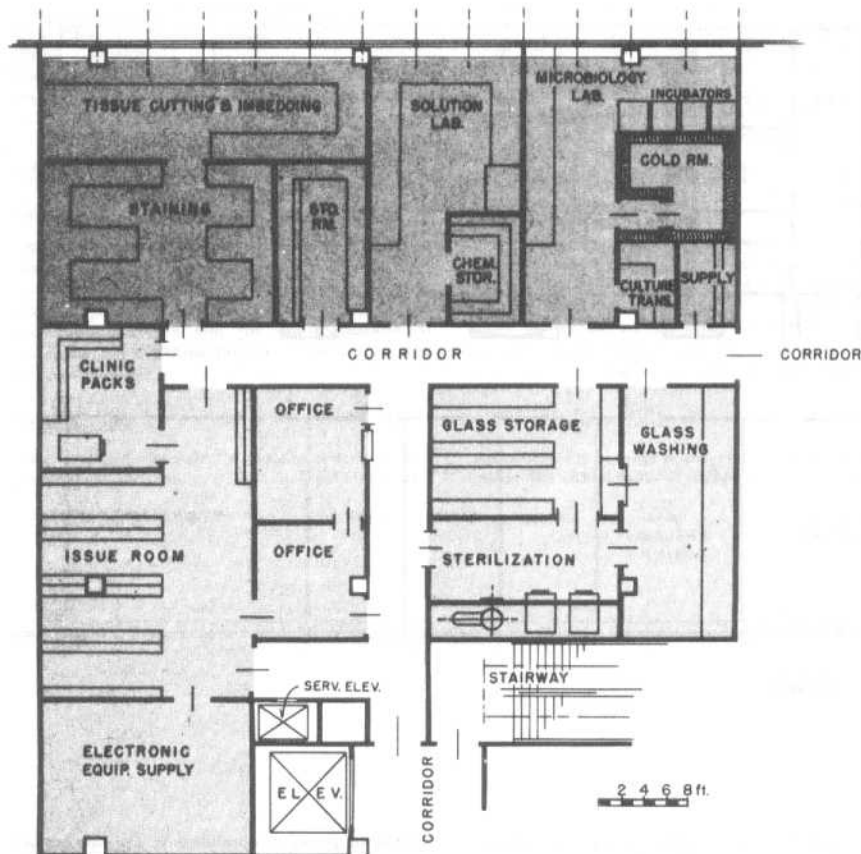 TISSUE CUTTING & IMBEDDING
SOLUTION
LAB.
MICROBIOLOGY
LAB.
INCUBATORS
COLD RM.
STAINING
STO.
RM.
CHEM.
STOR.
CULTURE
TRANS.
SUPPLY
CORRIDOR
CORRIDOR
CLINIC
PACKS
OFFICE
GLASS STORAGE
GLASS
WASHING
ISSUE ROOM
OFFICE
STERILIZATION
STAIRWAY
SERV. ELEV.
ELECTRONIC
EQUIP. SUPPLY
ELEV.
CORRIDOR
2 4 6 8 ft.